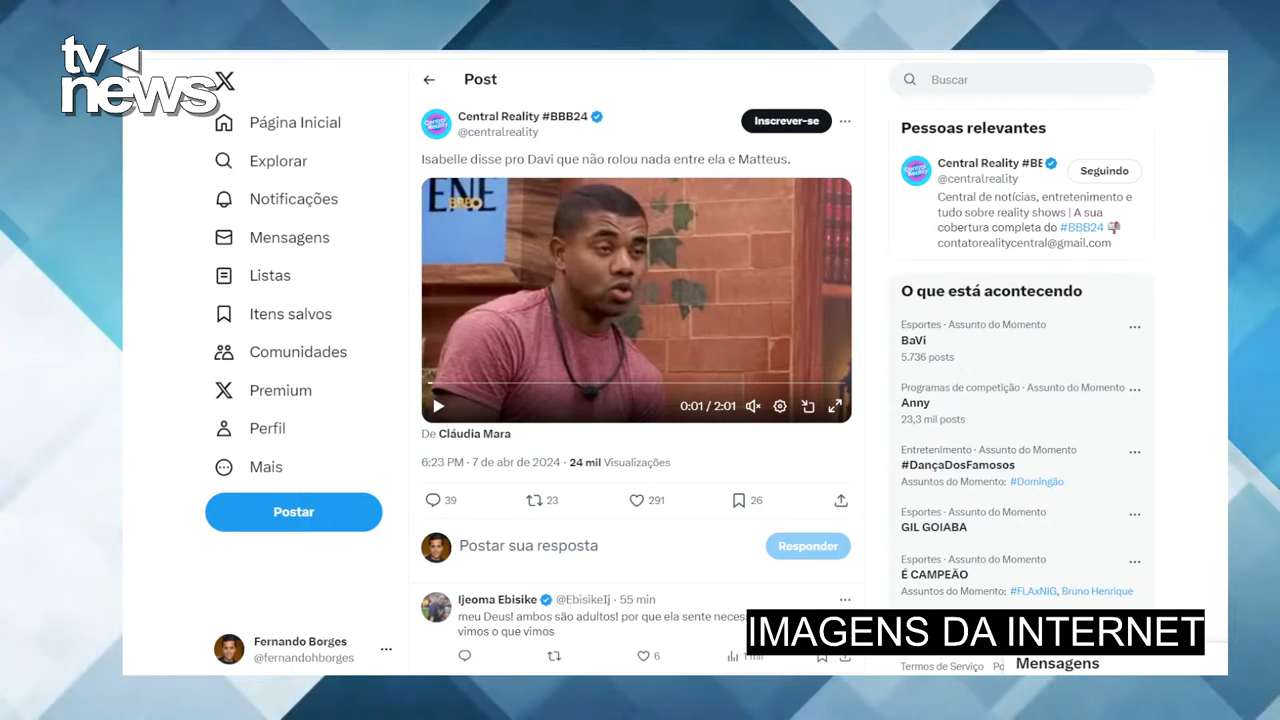 tv
news
Página Inicial
Explorar
Notificações
Mensagens
Listas
Itens salvos
Comunidades
Premium
Perfil
Mais
Postar
Fernando Borges
@fernandohborges
Post
Central Reality #BBB24
@centralreality
Inscrever-se
Isabelle disse pro Davi que não rolou nada entre ela e Matteus.
0:01 / 2:01
De Cláudia Mara
6:23 PM · 7 de abr de 2024 · 24 mil Visualizações
39
23
291
26
Postar sua resposta
Responder
Ijeoma Ebisike @EbisikeIj · 55 min
meu Deus! ambos são adultos! por que ela sente neces
vimos o que vimos
6
Buscar
Pessoas relevantes
Central Reality #BE
@centralreality
Seguindo
Central de notícias, entretenimento e
tudo sobre reality shows | A sua
cobertura completa do #BBB24
contatorealitycentral@gmail.com
O que está acontecendo
Esportes · Assunto do Momento
BaVi
5.736 posts
Programas de competição · Assunto do Momento
Anny
23,3 mil posts
Entretenimento · Assunto do Momento
#DançaDosFamosos
Assuntos do Momento: #Domingão
Esportes · Assunto do Momento
GIL GOIABA
Esportes · Assunto do Momento
É CAMPEÃO
Assuntos do Momento: #FLAxNIG, Bruno Henrique
IMAGENS DA INTERNET
Termos de Serviço
Mensagens